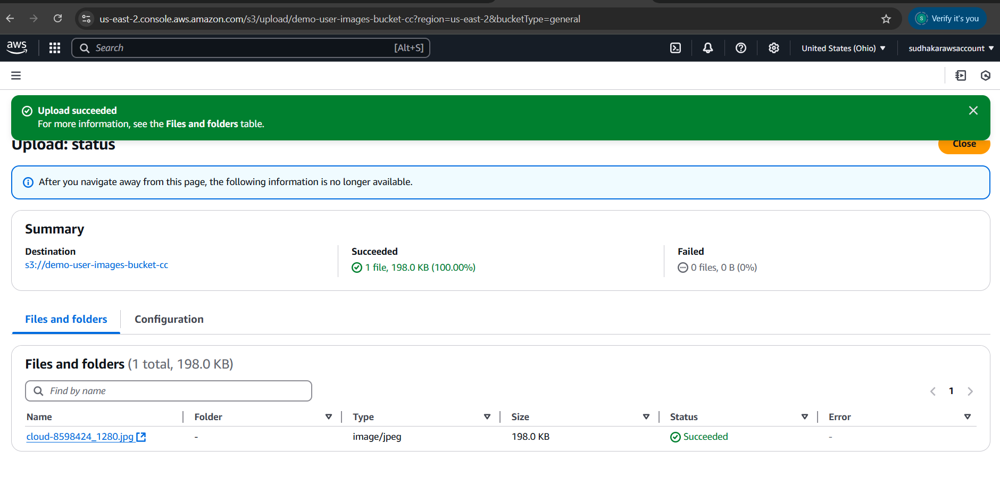 us-east-2.console.aws.amazon.com/s3/upload/demo-user-images-bucket-cc?region=us-east-2&bucketType=general
S
Verify it's you
aws
Search
[Alt+S]
United States (Ohio)
sudhakarawsaccount
Upload succeeded
For more information, see the Files and folders table.
Upload: status
Close
After you navigate away from this page, the following information is no longer available.
Summary
Destination
s3://demo-user-images-bucket-cc
Succeeded
1 file, 198.0 KB (100.00%)
Failed
0 files, 0 B (0%)
Files and folders
Configuration
Files and folders (1 total, 198.0 KB)
Find by name
1
Name Folder Type Size Status Error
cloud-8598424_1280.jpg - image/jpeg 198.0 KB Succeeded -